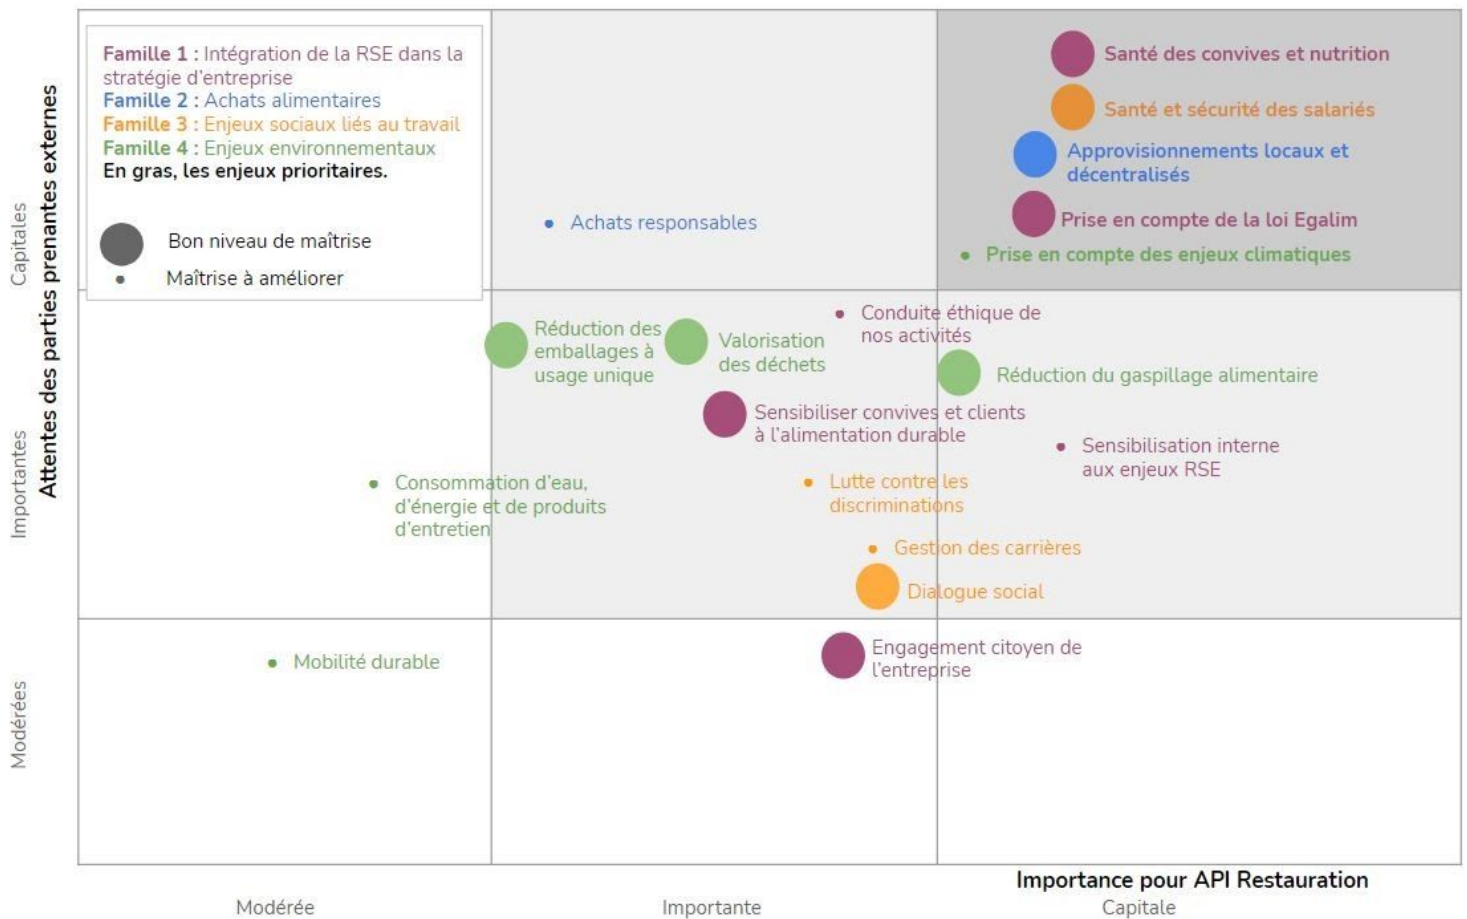 Famille 1 : Intégration de la RSE dans la
stratégie d'entreprise
Famille 2 : Achats alimentaires
Famille 3 : Enjeux sociaux liés au travail
Famille 4 : Enjeux environnementaux
En gras, les enjeux prioritaires.
Bon niveau de maîtrise
Maîtrise à améliorer
Attentes des parties prenantes externes
Capitales
Importantes
Modérées
Santé des convives et nutrition
Santé et sécurité des salariés
Approvisionnements locaux et
décentralisés
Prise en compte de la loi Egalim
Prise en compte des enjeux climatiques
Achats responsables
Conduite éthique de
nos activités
Réduction des
emballages à
usage unique
Valorisation
des déchets
Réduction du gaspillage alimentaire
Sensibiliser convives et clients
à l'alimentation durable
Sensibilisation interne
aux enjeux RSE
Consommation d'eau,
d'énergie et de produits
d'entretien
Lutte contre les
discriminations
Gestion des carrières
Dialogue social
Engagement citoyen de
l'entreprise
Mobilité durable
Importance pour API Restauration
Modérée
Importante
Capitale